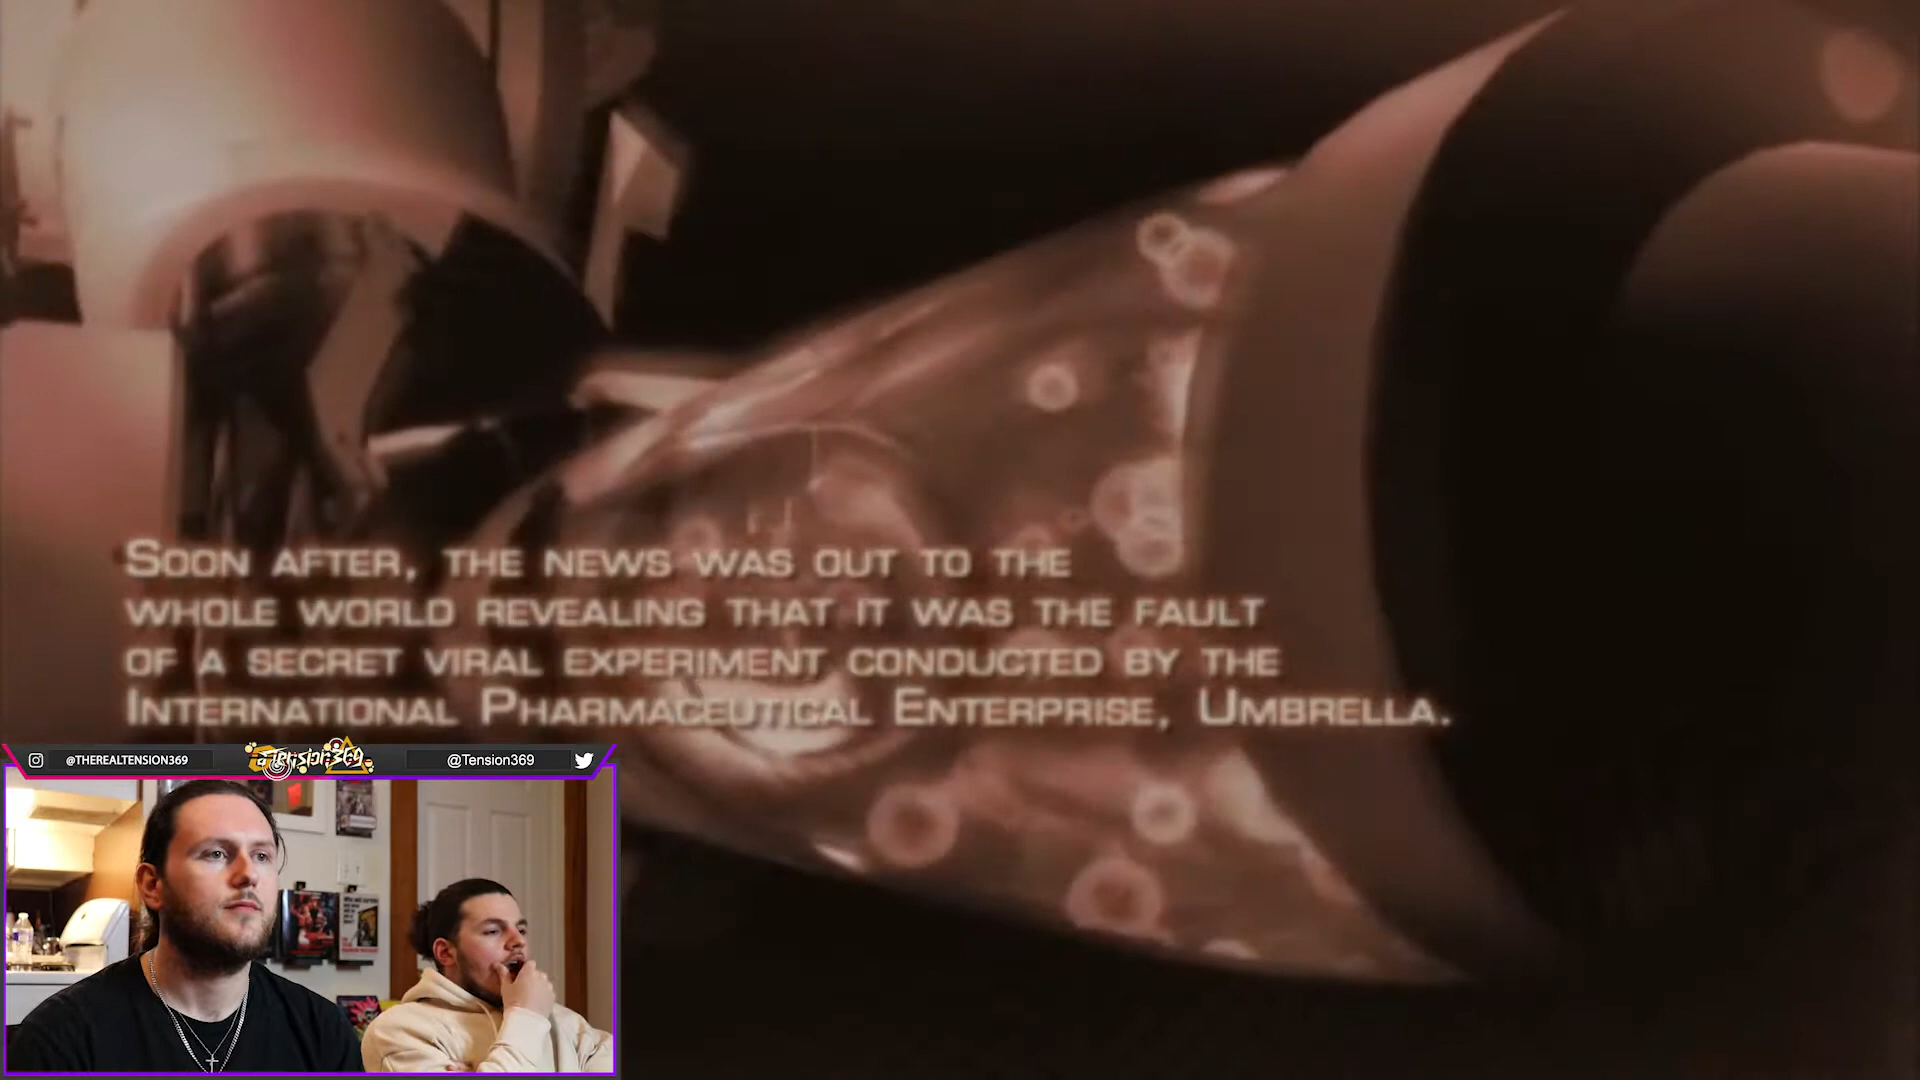 SOON AFTER, THE NEWS WAS OUT TO THE
WHOLE WORLD REVEALING THAT IT WAS THE FAULT
OF A SECRET VIRAL EXPERIMENT CONDUCTED BY THE
INTERNATIONAL PHARMACEUTICAL ENTERPRISE, UMBRELLA.
@THEREALTENSION369
aTension369
@Tension369